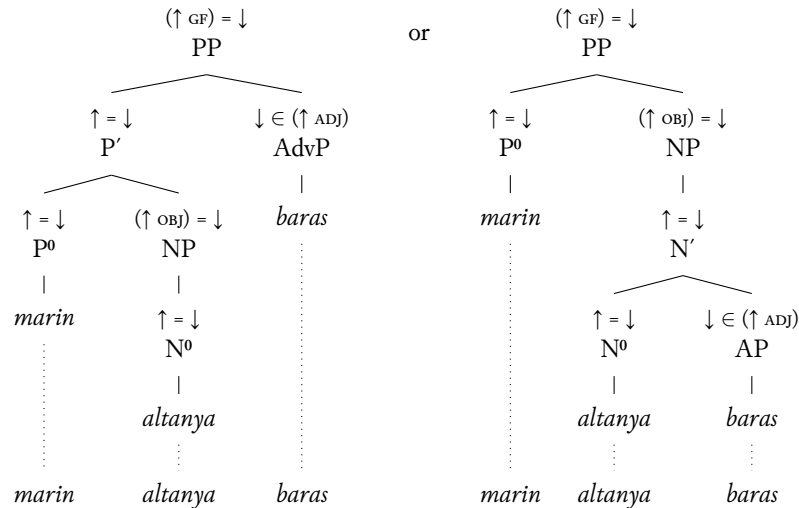 (↑ GF) = ↓ or (↑ GF) = ↓
PP PP
↑ = ↓ ↓ ∈ (↑ ADJ) ↑ = ↓ (↑ OBJ) = ↓
P′ AdvP P⁰ NP
↑ = ↓ (↑ OBJ) = ↓ baras marin ↑ = ↓
P⁰ NP N′
marin ↑ = ↓ ↑ = ↓ ↓ ∈ (↑ ADJ)
N⁰ N⁰ AP
altanya altanya baras
marin altanya baras marin altanya baras